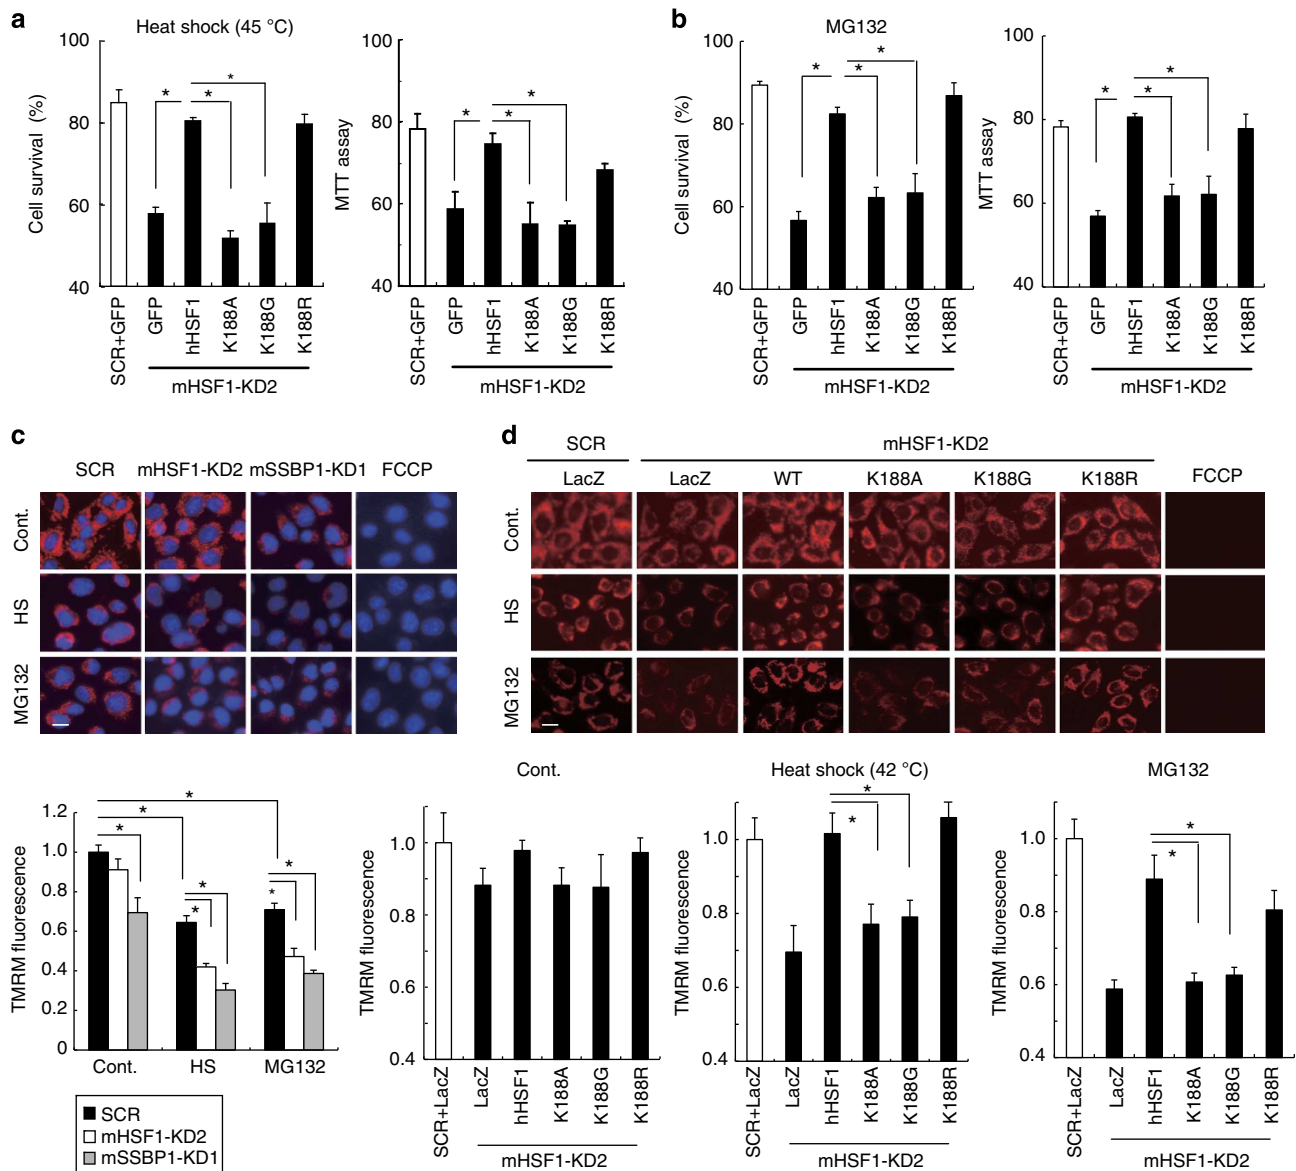 a
Heat shock (45 °C)
100
80
60
40
Cell survival (%)
* * *
SCR+GFP
GFP
hHSF1
K188A
K188G
K188R
mHSF1-KD2
100
80
60
40
MTT assay
* * *
SCR+GFP
GFP
hHSF1
K188A
K188G
K188R
mHSF1-KD2
b
MG132
100
80
60
40
Cell survival (%)
* * *
SCR+GFP
GFP
hHSF1
K188A
K188G
K188R
mHSF1-KD2
100
80
60
40
MTT assay
* * *
SCR+GFP
GFP
hHSF1
K188A
K188G
K188R
mHSF1-KD2
c
SCR mHSF1-KD2 mSSBP1-KD1 FCCP
Cont.
HS
MG132
d
SCR mHSF1-KD2
LacZ LacZ WT K188A K188G K188R FCCP
Cont.
HS
MG132
1.2
1.0
0.8
0.6
0.4
0.2
0
TMRM fluorescence
* * * * * * *
Cont. HS MG132
SCR
mHSF1-KD2
mSSBP1-KD1
Cont.
1.0
0.8
0.6
0.4
TMRM fluorescence
SCR+LacZ
LacZ
hHSF1
K188A
K188G
K188R
mHSF1-KD2
Heat shock (42 °C)
1.0
0.8
0.6
0.4
TMRM fluorescence
* *
SCR+LacZ
LacZ
hHSF1
K188A
K188G
K188R
mHSF1-KD2
MG132
1.0
0.8
0.6
0.4
TMRM fluorescence
* *
SCR+LacZ
LacZ
hHSF1
K188A
K188G
K188R
mHSF1-KD2